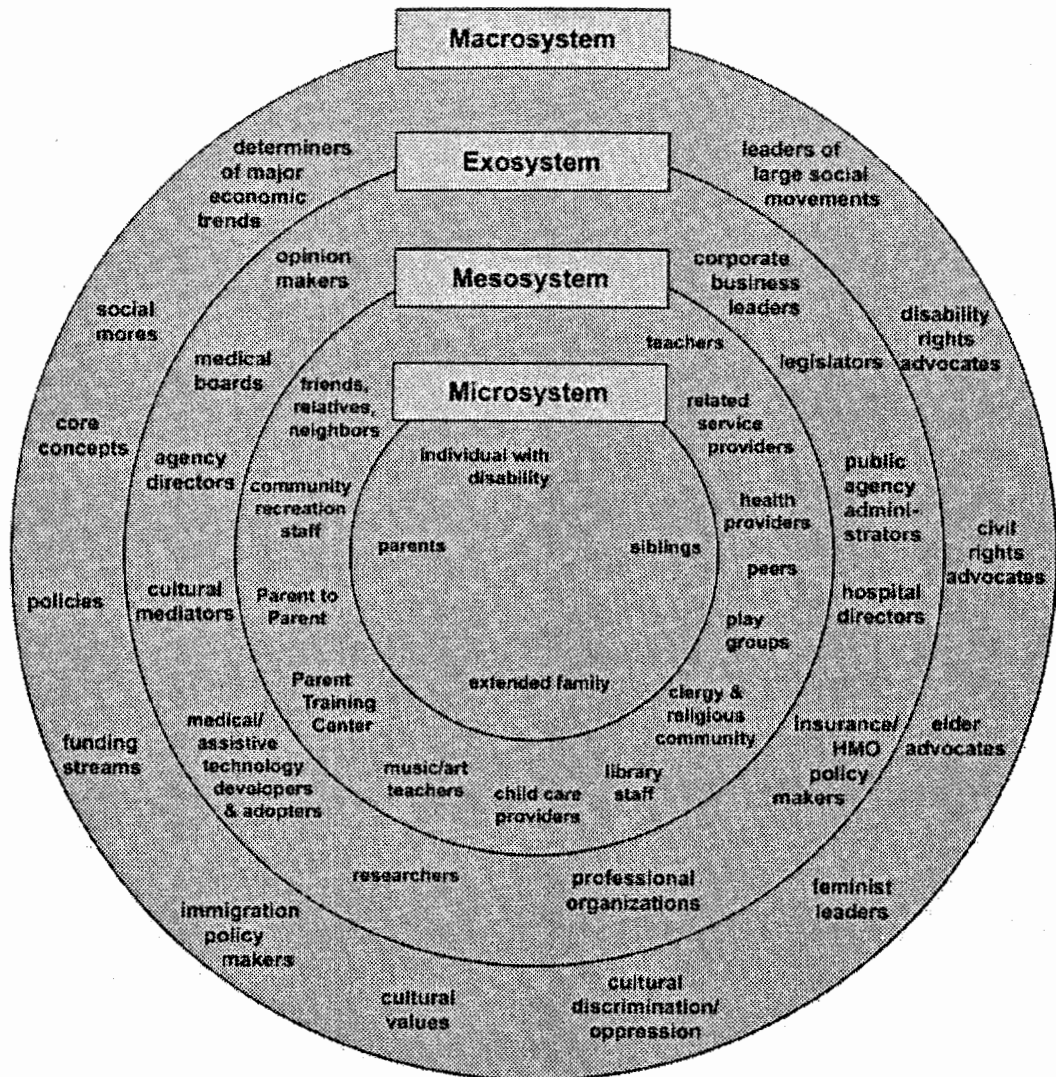 Macrosystem
determiners
of major
economic
trends
leaders of
large social
movements
social
mores
disability
rights
advocates
core
concepts
civil
rights
advocates
policies
funding
streams
elder
advocates
immigration
policy
makers
feminist
leaders
cultural
values
cultural
discrimination/
oppression
Exosystem
opinion
makers
corporate
business
leaders
medical
boards
legislators
agency
directors
public
agency
admini-
strators
cultural
mediators
hospital
directors
medical/
assistive
technology
developers
& adopters
Insurance/
HMO
policy
makers
researchers
professional
organizations
Mesosystem
teachers
friends,
relatives,
neighbors
related
service
providers
community
recreation
staff
health
providers
peers
Parent to
Parent
play
groups
Parent
Training
Center
clergy &
religious
community
music/art
teachers
child care
providers
library
staff
Microsystem
individual with
disability
parents
siblings
extended family